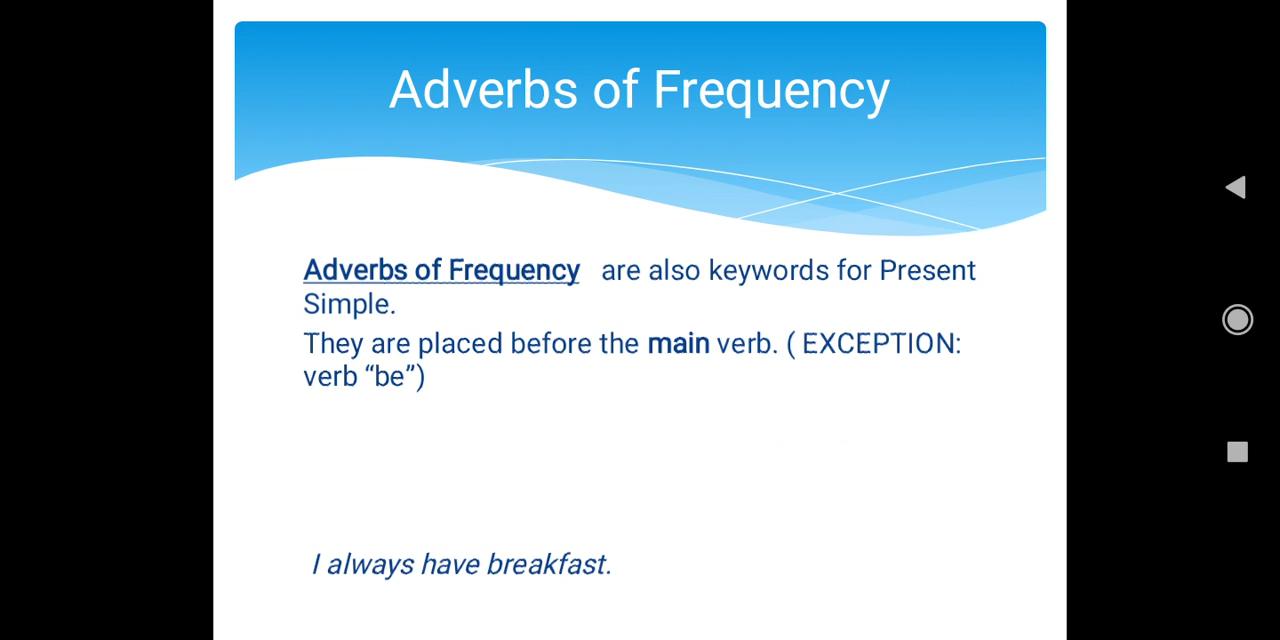 Adverbs of Frequency
Adverbs of Frequency are also keywords for Present
Simple.
They are placed before the main verb. ( EXCEPTION:
verb “be”)
I always have breakfast.